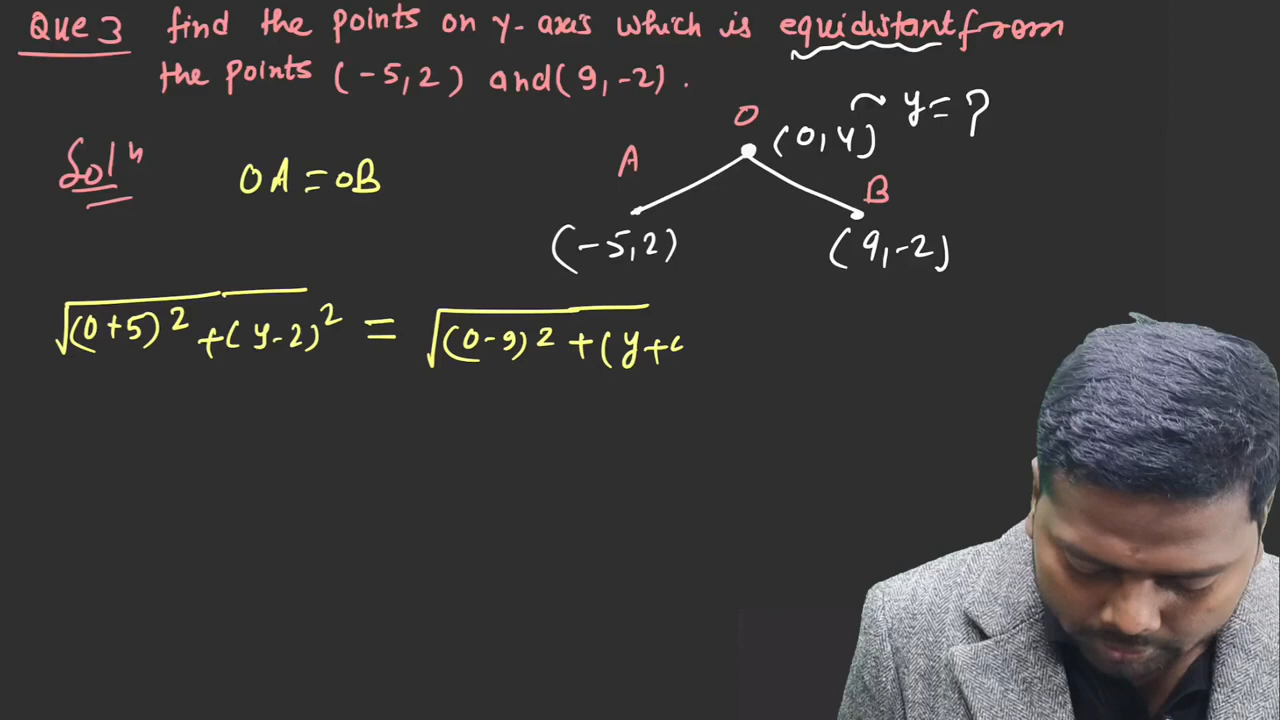 Que 3 find the points on y-axis which is equidistant from
the points (-5,2) and (9,-2).
Solⁿ OA = OB
O
(0,y) y = ?
A
B
(-5,2) (9,-2)
√(0+5)² + (y-2)² = √(0-9)² + (y+